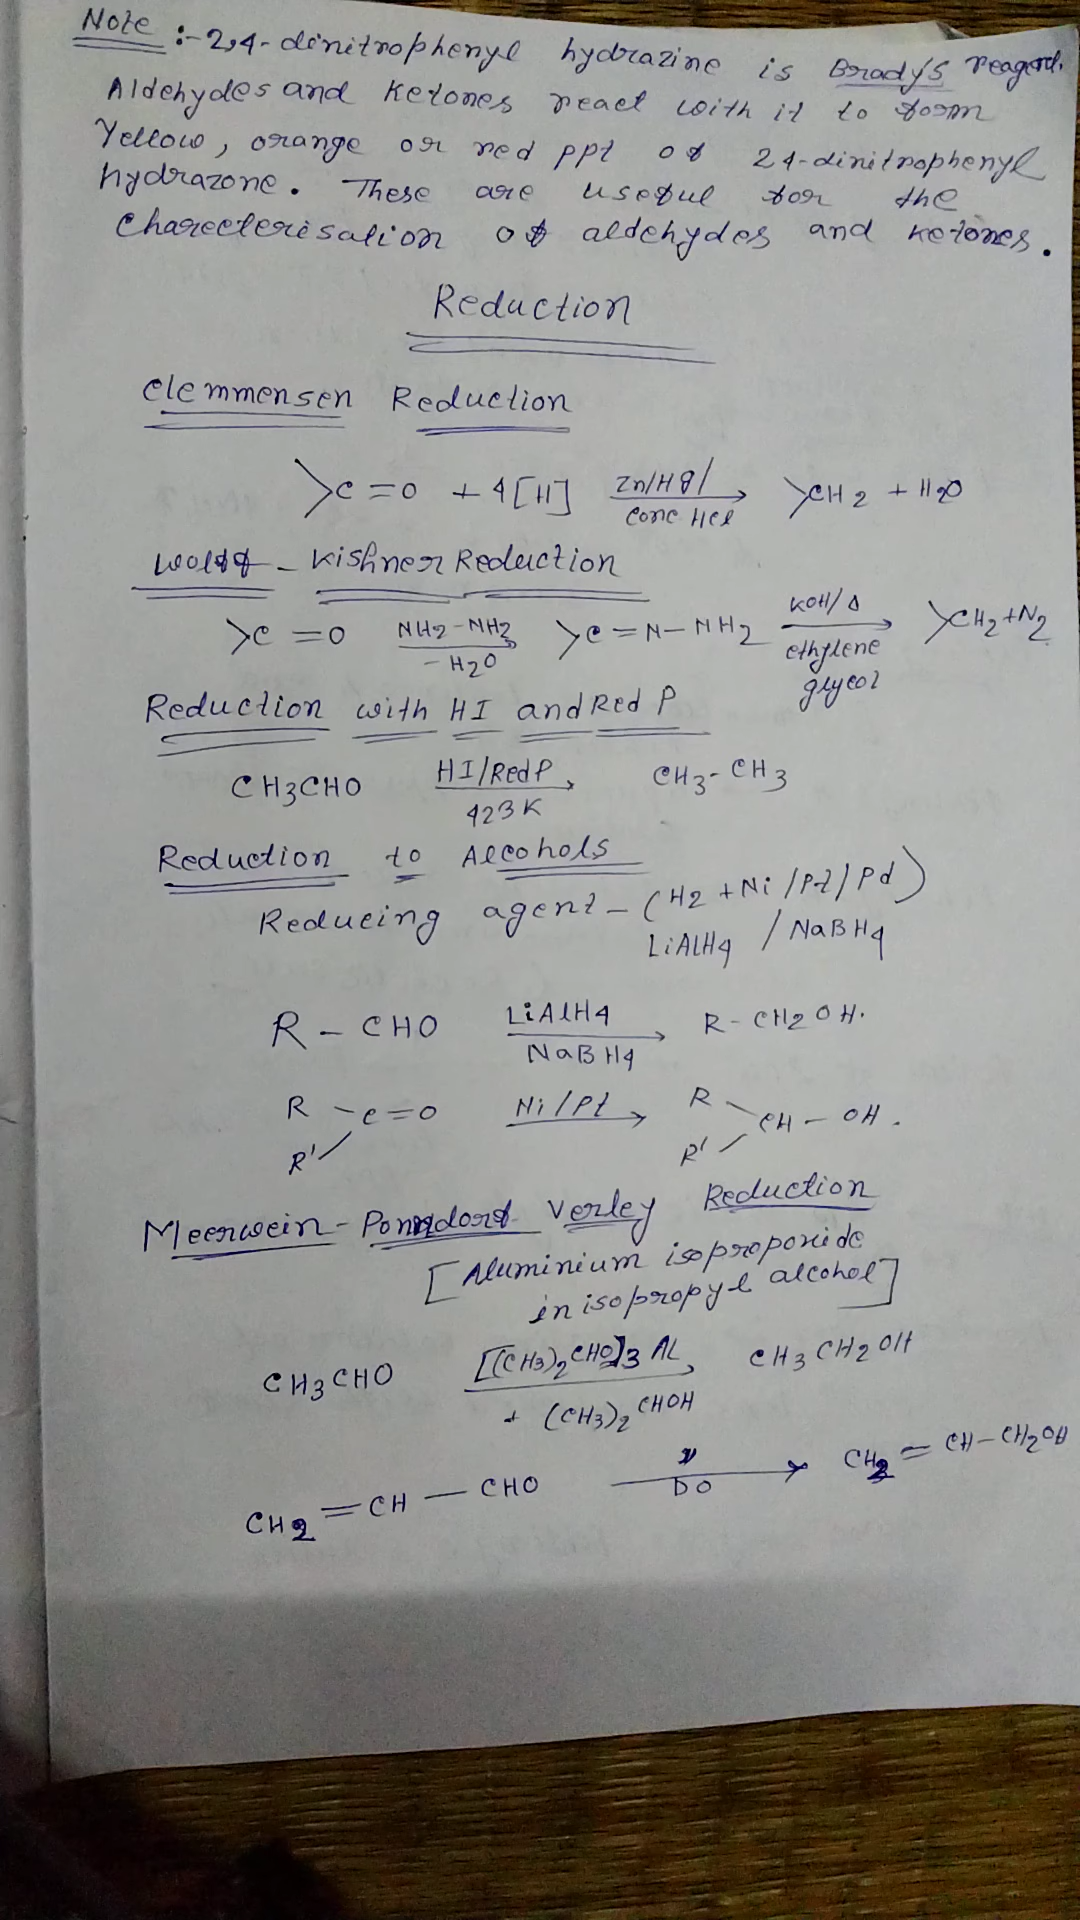 Note :- 2,4-dinitrophenyl hydrazine is Brady's reagent.
Aldehydes and Ketones react with it to form
Yellow, orange or red ppt of 24-dinitrophenyl
hydrazone. These are useful for the
Charecterisation of aldehydes and ketones.
Reduction
Clemmensen Reduction
>C=O + 4[H] Zn/Hg/ Conc HCl → >CH2 + H2O
Wolff - Kishner Reduction
>C=O NH2-NH2 -H2O >C=N-NH2 KOH/Δ ethylene glycol → >CH2+N2
Reduction with HI and Red P
CH3CHO HI/Red P 423K → CH3-CH3
Reduction to Alcohols
Reducing agent - (H2 + Ni/Pt/Pd)
LiAlH4 / NaBH4
R-CHO LiAlH4 NaBH4 → R-CH2OH.
R R' C=O Ni/Pt → R R' CH-OH.
Meerwein-Ponndorf Verley Reduction
[Aluminium isopropoxide
in isopropyl alcohol]
CH3CHO [(CH3)2CHO]3 Al + (CH3)2CHOH → CH3CH2OH
CH2=CH-CHO DO → CH2=CH-CH2OH